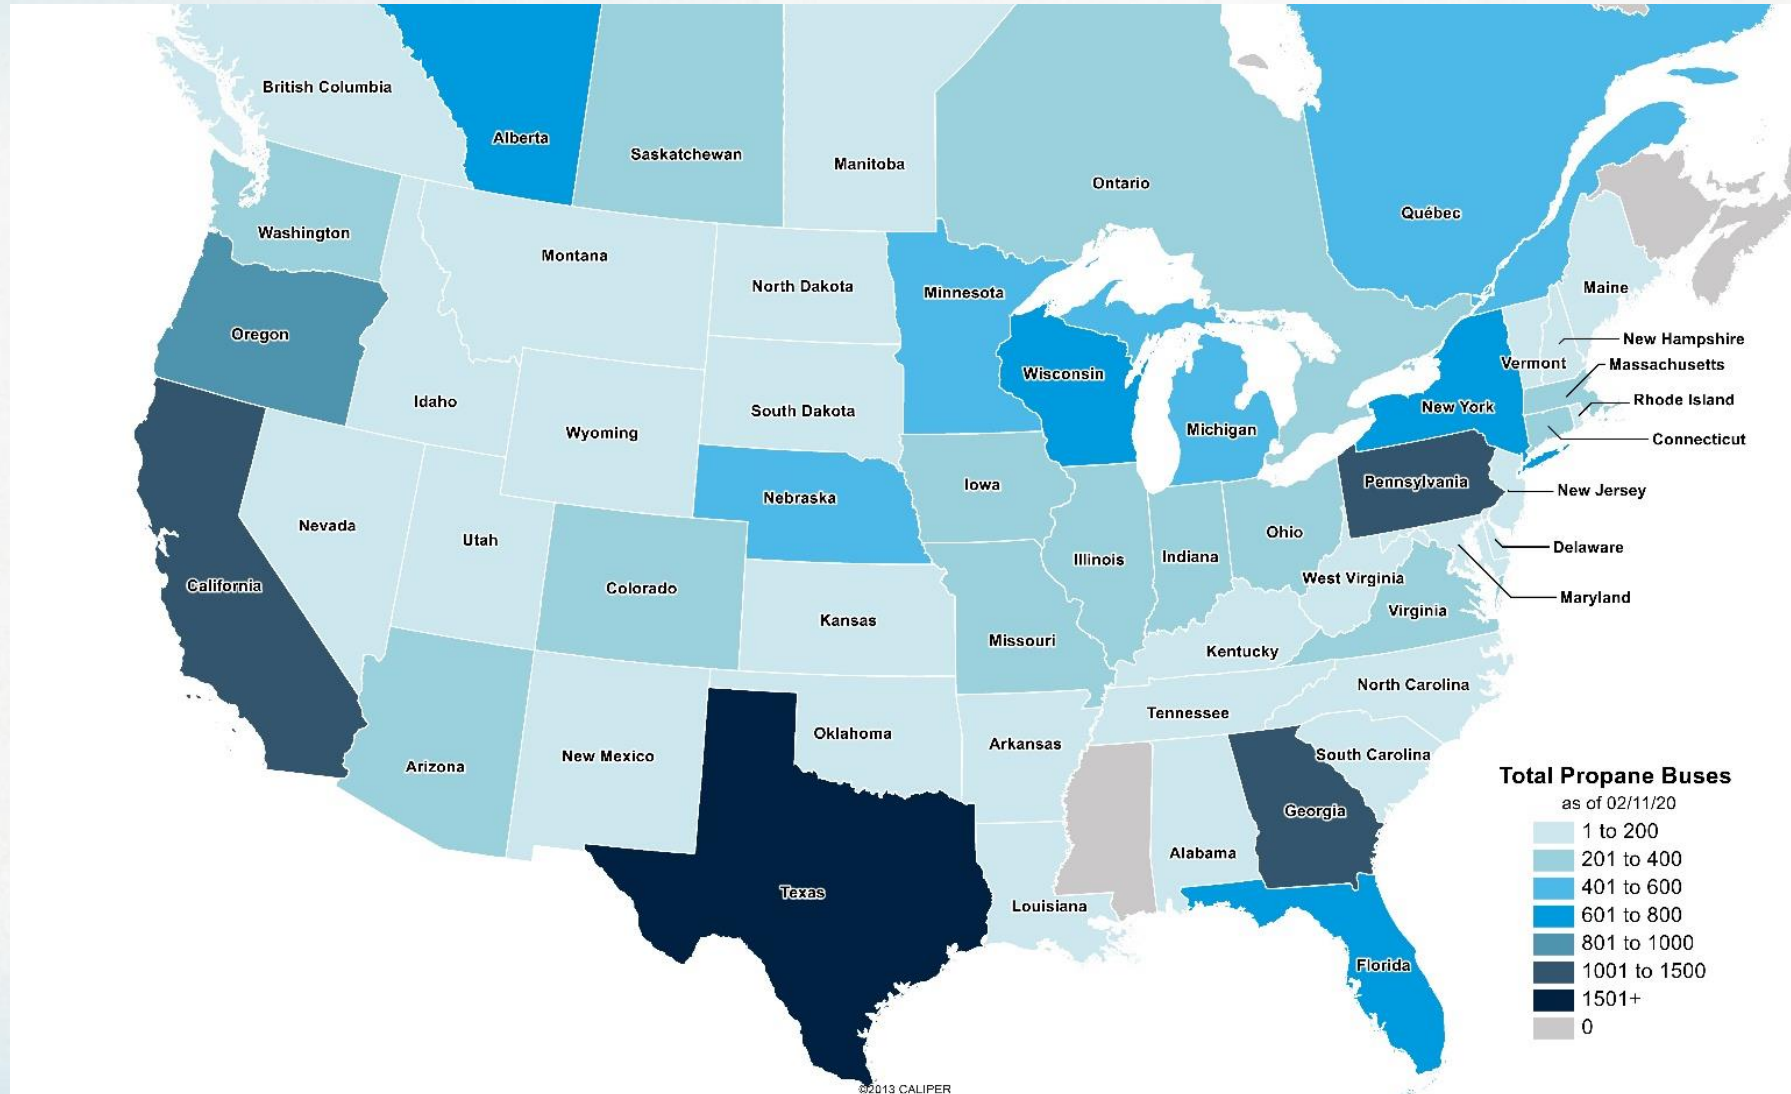 British Columbia
Alberta
Saskatchewan
Manitoba
Ontario
Québec
Washington
Montana
North Dakota
Minnesota
Maine
Oregon
Idaho
Wyoming
South Dakota
Wisconsin
Michigan
New York
Vermont
New Hampshire
Massachusetts
Rhode Island
Connecticut
Nevada
Utah
Colorado
Nebraska
Iowa
Illinois
Indiana
Ohio
Pennsylvania
New Jersey
Delaware
Maryland
West Virginia
Virginia
California
Kansas
Missouri
Kentucky
Arizona
New Mexico
Oklahoma
Arkansas
Tennessee
North Carolina
South Carolina
Texas
Louisiana
Alabama
Georgia
Florida
Total Propane Buses
as of 02/11/20
1 to 200
201 to 400
401 to 600
601 to 800
801 to 1000
1001 to 1500
1501+
0
©2013 CALIPER